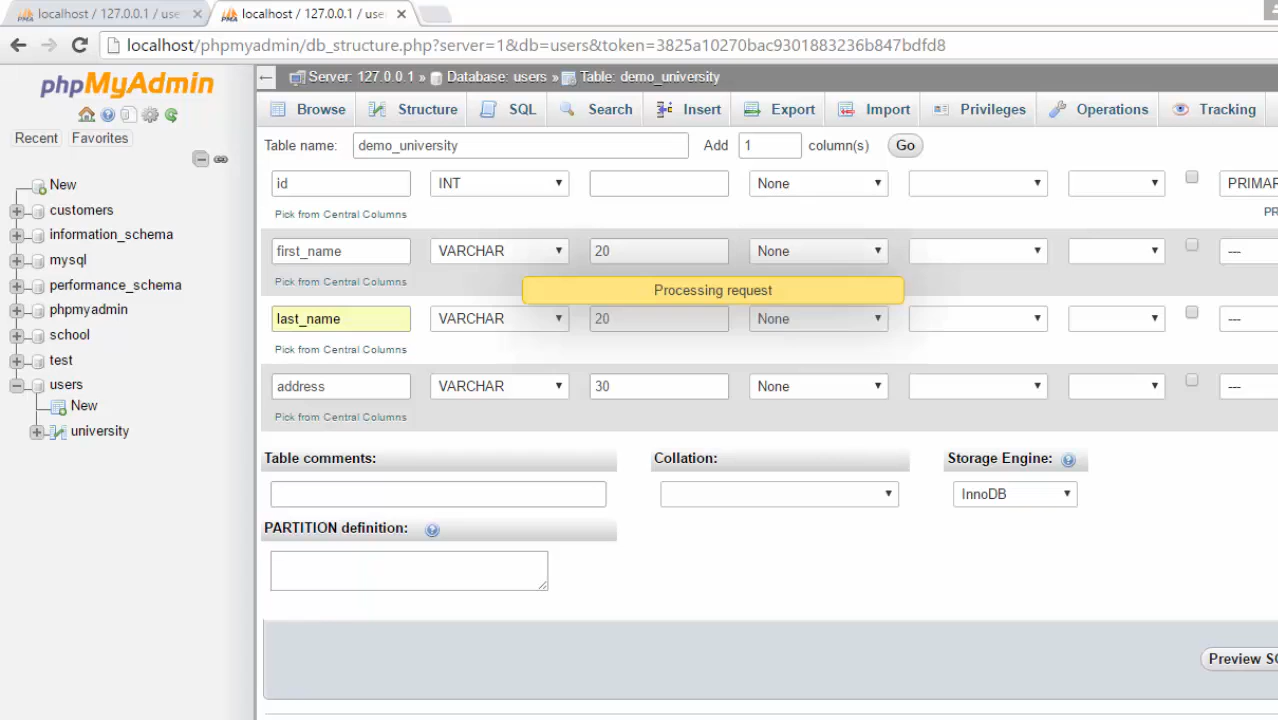 localhost / 127.0.0.1 / use
localhost / 127.0.0.1 / use
localhost/phpmyadmin/db_structure.php?server=1&db=users&token=3825a10270bac9301883236b847bdfd8
phpMyAdmin
Recent
Favorites
New
customers
information_schema
mysql
performance_schema
phpmyadmin
school
test
users
New
university
Server: 127.0.0.1 » Database: users » Table: demo_university
Browse Structure SQL Search Insert Export Import Privileges Operations Tracking
Table name: demo_university Add 1 column(s) Go
id INT None PRIMAR
Pick from Central Columns PR
first_name VARCHAR 20 None ---
Pick from Central Columns
Processing request
last_name VARCHAR 20 None ---
Pick from Central Columns
address VARCHAR 30 None ---
Pick from Central Columns
Table comments: Collation: Storage Engine:
InnoDB
PARTITION definition:
Preview SQ